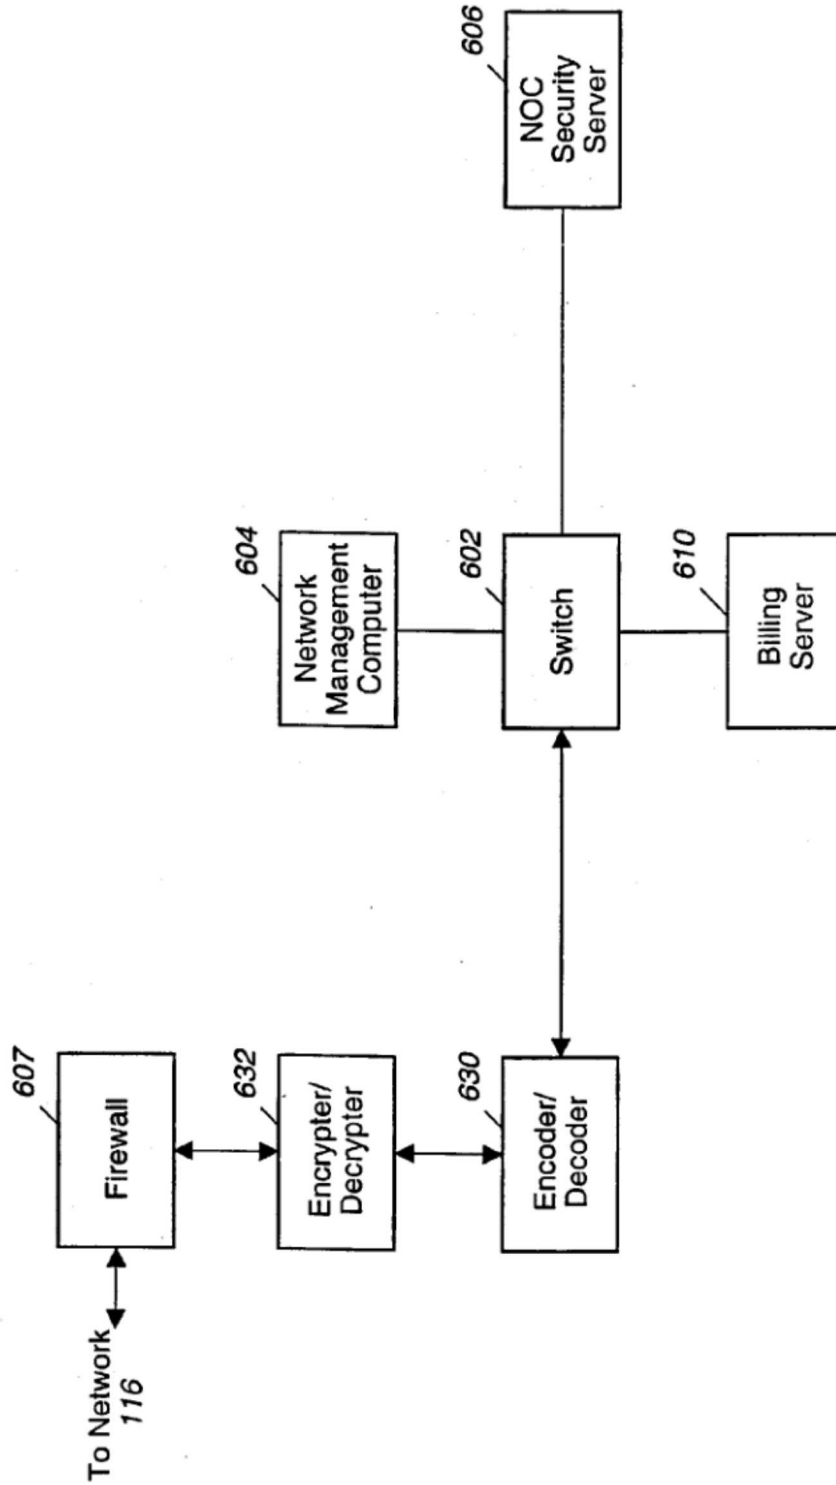 To Network
116
607
Firewall
632
Encrypter/
Decrypter
630
Encoder/
Decoder
604
Network
Management
Computer
602
Switch
610
Billing
Server
606
NOC
Security
Server